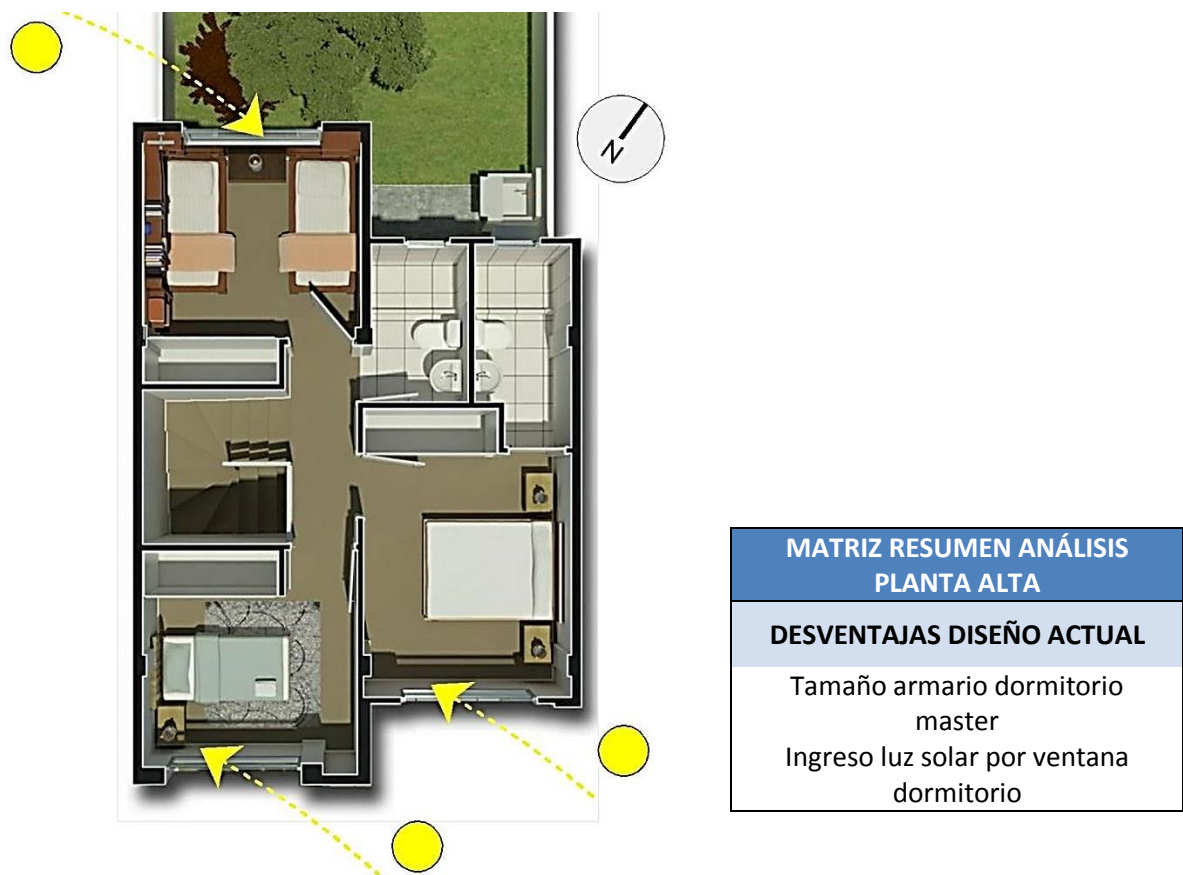 N
MATRIZ RESUMEN ANÁLISIS
PLANTA ALTA
DESVENTAJAS DISEÑO ACTUAL
Tamaño armario dormitorio
master
Ingreso luz solar por ventana
dormitorio